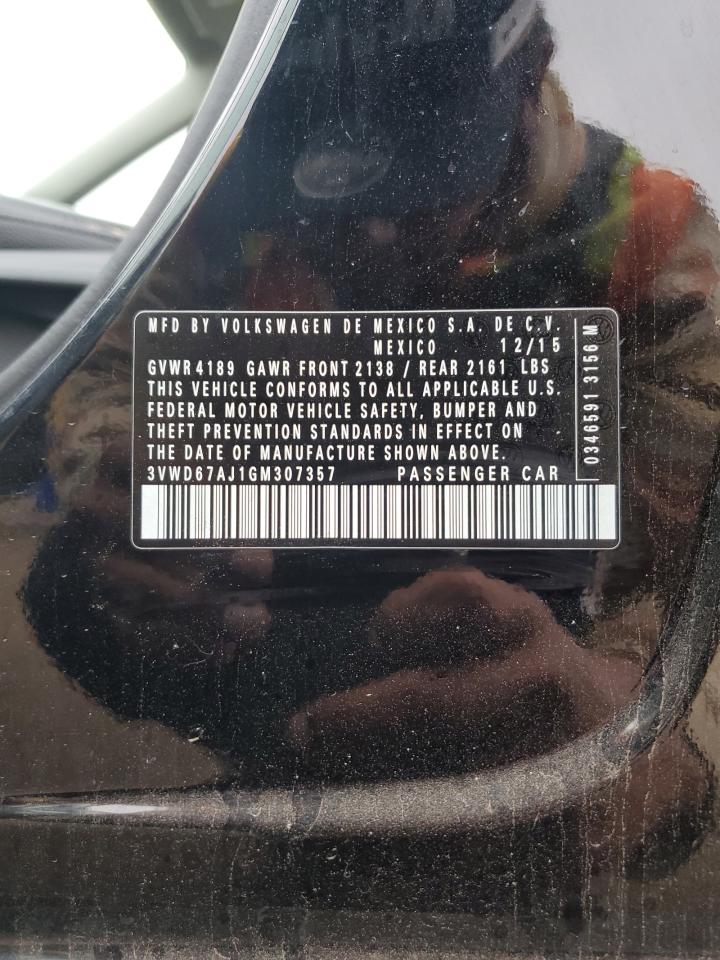 MFD BY VOLKSWAGEN DE MEXICO S.A. DE C.V.
MEXICO 12/15
GVWR 4189 GAWR FRONT 2138 / REAR 2161 LBS
THIS VEHICLE CONFORMS TO ALL APPLICABLE U.S.
FEDERAL MOTOR VEHICLE SAFETY, BUMPER AND
THEFT PREVENTION STANDARDS IN EFFECT ON
THE DATE OF MANUFACTURE SHOWN ABOVE.
3VWD67AJ1GM307357 PASSENGER CAR
0346591 3156 M